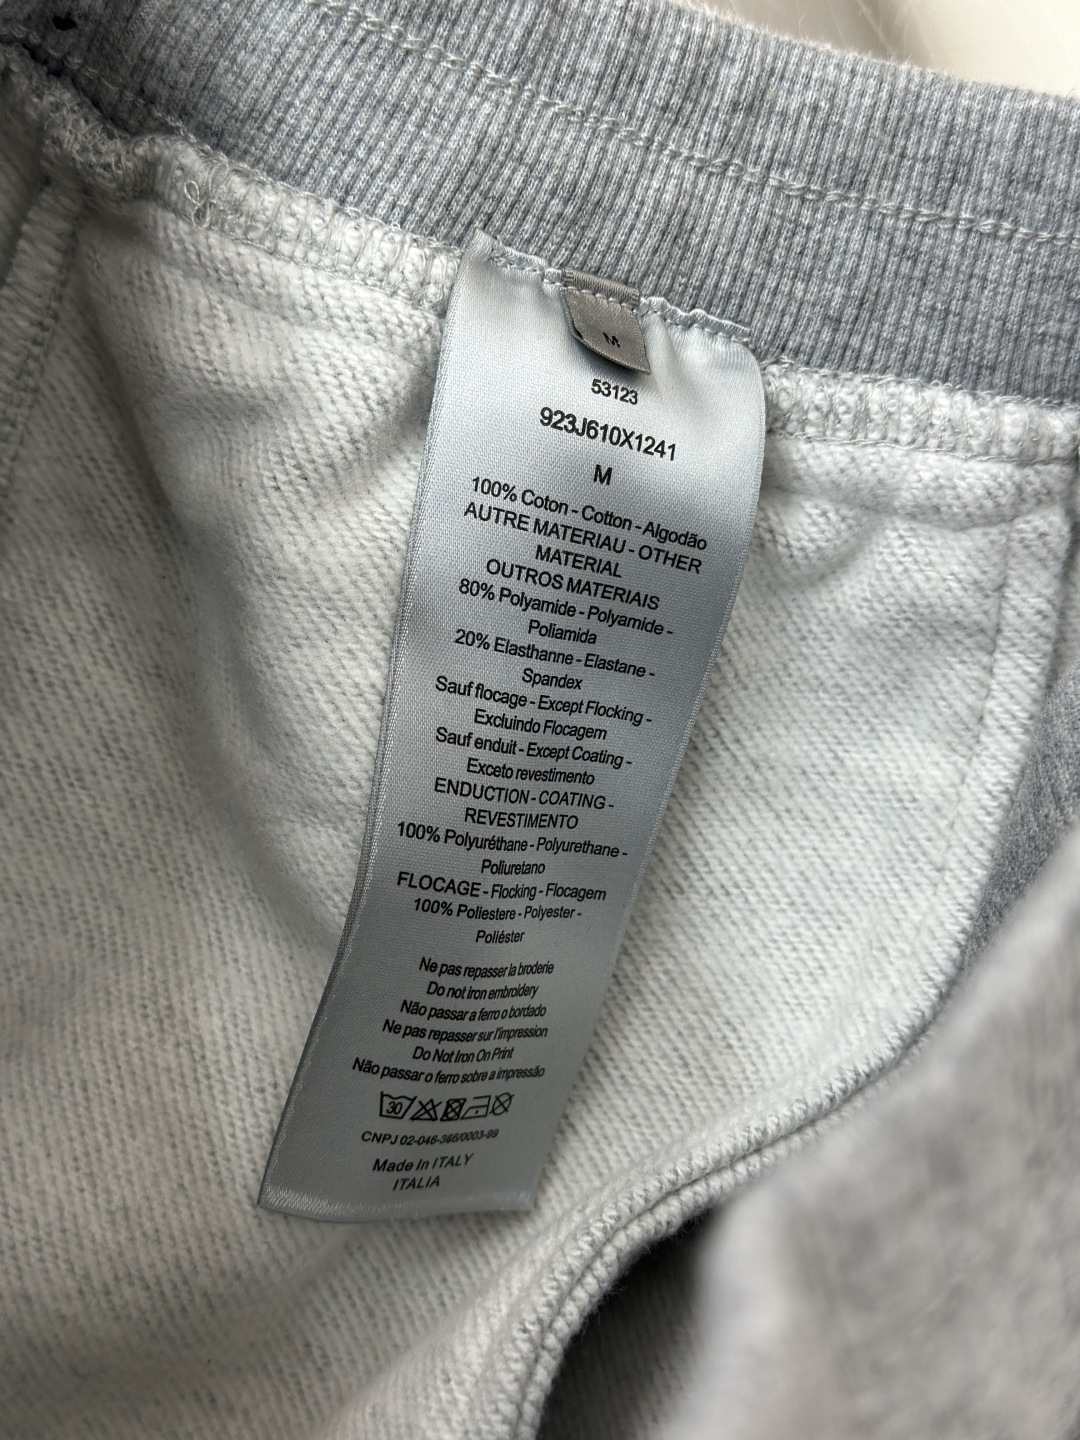 M
53123
923J610X1241
M
100% Coton - Cotton - Algodão
AUTRE MATERIAU - OTHER
MATERIAL
OUTROS MATERIAIS
80% Polyamide - Polyamide -
Poliamida
20% Elasthanne - Elastane -
Spandex
Sauf flocage - Except Flocking -
Excluindo Flocagem
Sauf enduit - Except Coating -
Exceto revestimento
ENDUCTION - COATING -
REVESTIMENTO
100% Polyuréthane - Polyurethane -
Poliuretano
FLOCAGE - Flocking - Flocagem
100% Poliestere - Polyester -
Poliéster
Ne pas repasser la broderie
Do not iron embroidery
Não passar a ferro o bordado
Ne pas repasser sur l'impression
Do Not Iron On Print
Não passar o ferro sobre a impressão
30
CNPJ 02-046-366/0003-99
Made In ITALY
ITALIA